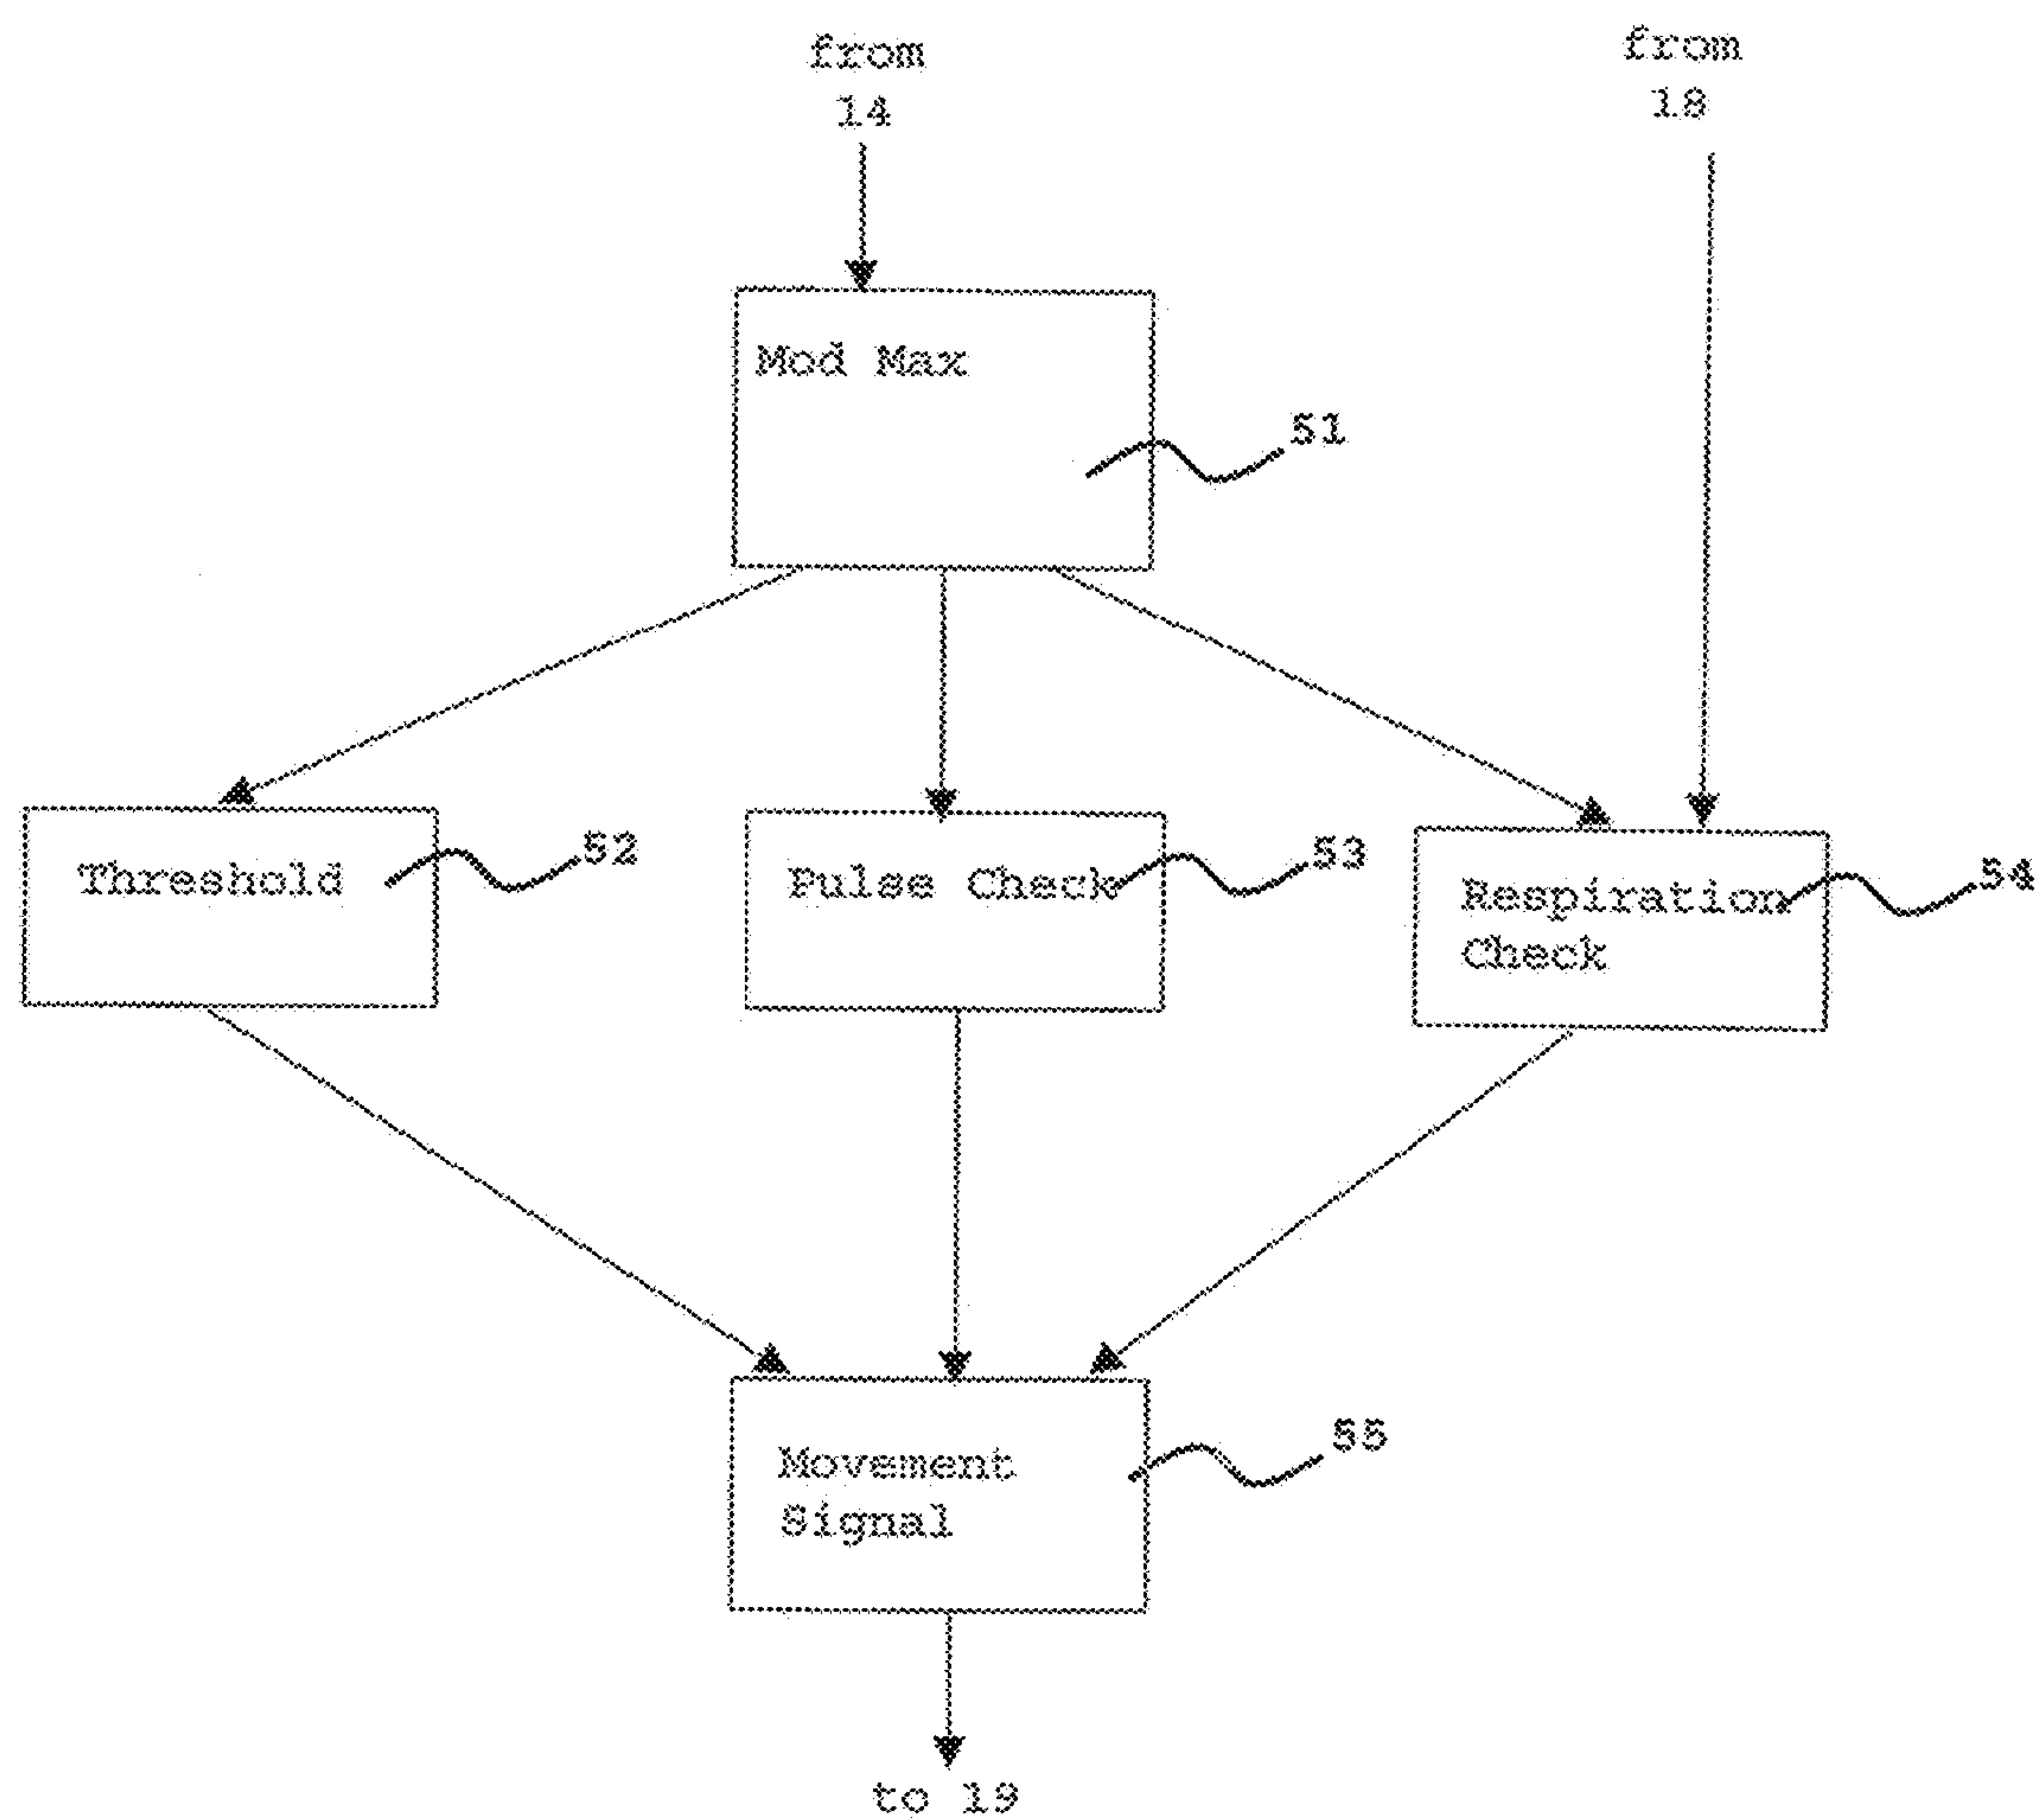 from
14
from
18
Mod Max
51
Threshold
52
Pulse Check
53
Respiration
Check
54
Movement
Signal
55
to 19